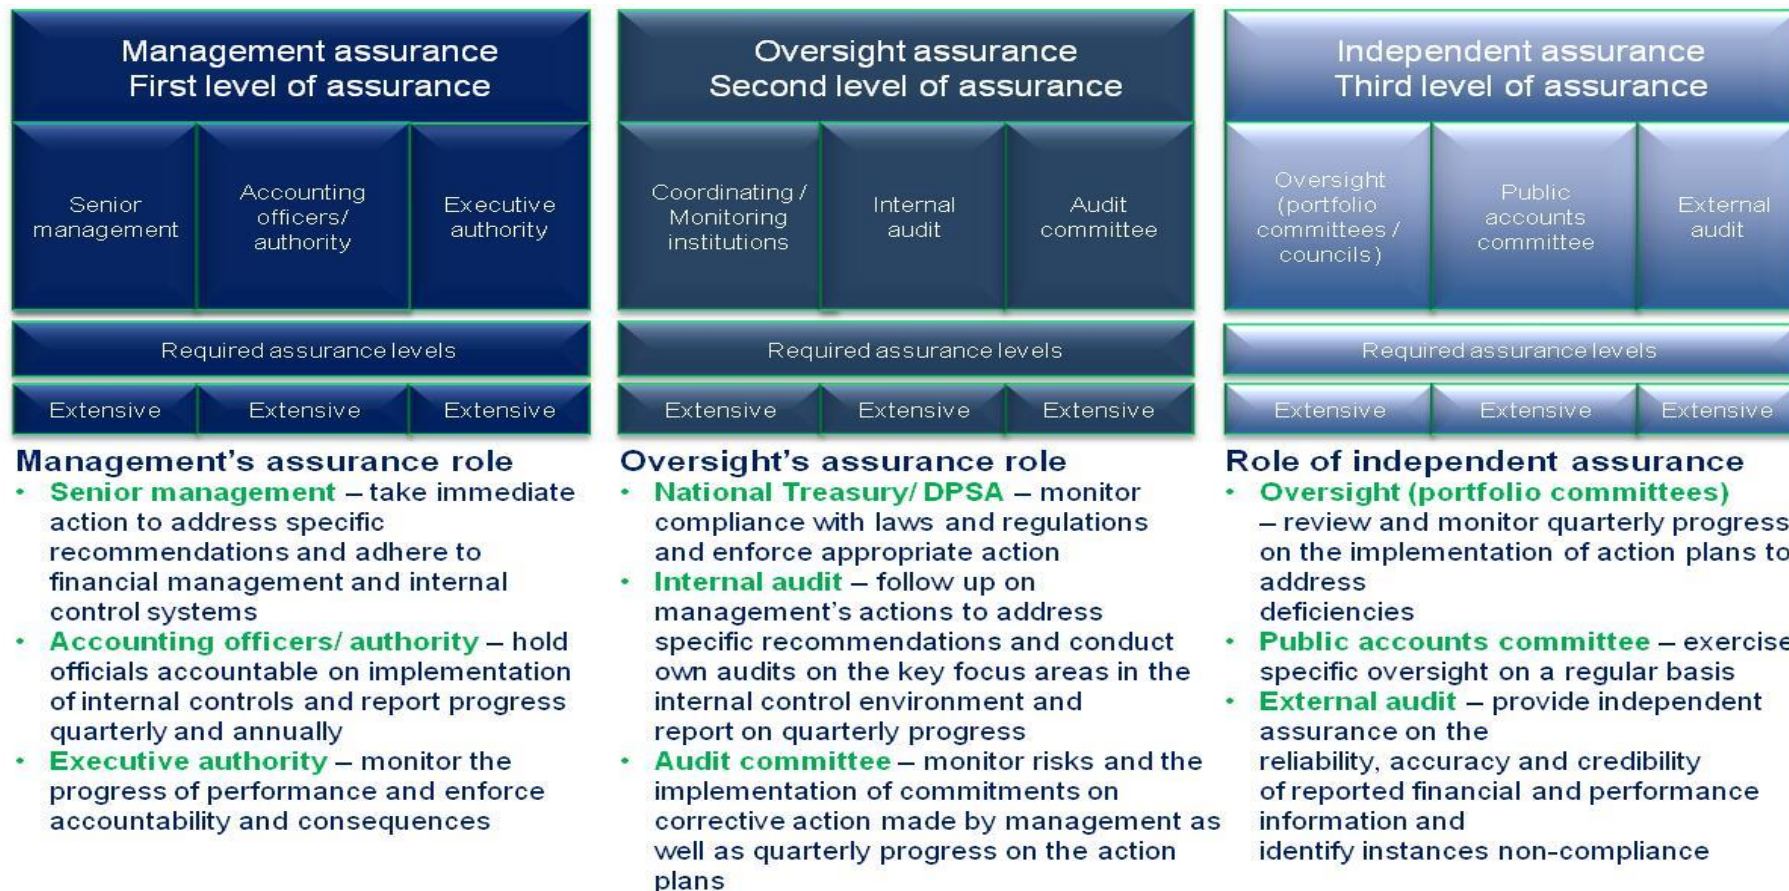 Management assurance
First level of assurance
Senior
management
Accounting
officers/
authority
Executive
authority
Required assurance levels
Extensive
Extensive
Extensive
Management's assurance role
• Senior management – take immediate
action to address specific
recommendations and adhere to
financial management and internal
control systems
• Accounting officers/ authority – hold
officials accountable on implementation
of internal controls and report progress
quarterly and annually
• Executive authority – monitor the
progress of performance and enforce
accountability and consequences
Oversight assurance
Second level of assurance
Coordinating /
Monitoring
institutions
Internal
audit
Audit
committee
Required assurance levels
Extensive
Extensive
Extensive
Oversight's assurance role
• National Treasury/ DPSA – monitor
compliance with laws and regulations
and enforce appropriate action
• Internal audit – follow up on
management's actions to address
specific recommendations and conduct
own audits on the key focus areas in the
internal control environment and
report on quarterly progress
• Audit committee – monitor risks and the
implementation of commitments on
corrective action made by management as
well as quarterly progress on the action
plans
Independent assurance
Third level of assurance
Oversight
(portfolio
committees /
councils)
Public
accounts
committee
External
audit
Required assurance levels
Extensive
Extensive
Extensive
Role of independent assurance
• Oversight (portfolio committees)
– review and monitor quarterly progress
on the implementation of action plans to
address
deficiencies
• Public accounts committee – exercise
specific oversight on a regular basis
• External audit – provide independent
assurance on the
reliability, accuracy and credibility
of reported financial and performance
information and
identify instances non-compliance